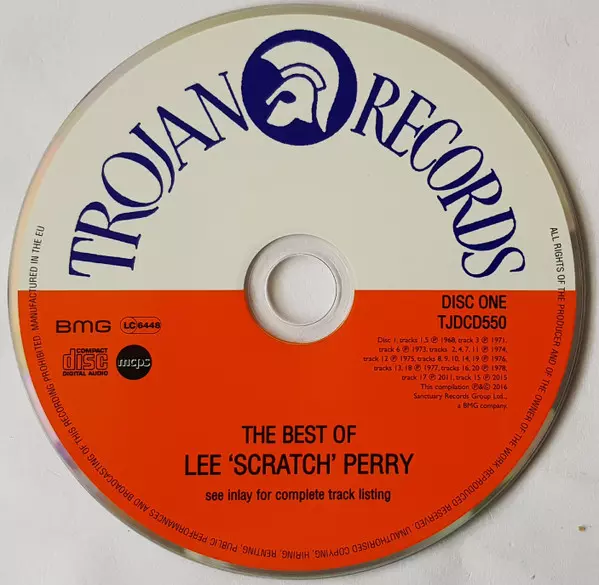 TROJAN RECORDS
DISC ONE
TJDCD550
BMG
LC 6448
COMPACT
disc
DIGITAL AUDIO
mcps
Disc 1, tracks 1,5 ℗ 1968, track 3 ℗ 1971,
track 6 ℗ 1973, tracks 2, 4, 7, 11 ℗ 1974,
track 12 ℗ 1975, tracks 8, 9, 10, 14, 19 ℗ 1976,
tracks 13, 18 ℗ 1977, tracks 16, 20 ℗ 1978,
track 17 ℗ 2011, track 15 ℗ 2015
This compilation ℗&© 2016
Sanctuary Records Group Ltd.,
a BMG company.
THE BEST OF
LEE ‘SCRATCH’ PERRY
see inlay for complete track listing
ALL RIGHTS OF THE PRODUCER AND OF THE OWNER OF THE WORK REPRODUCED RESERVED. UNAUTHORISED COPYING, HIRING, RENTING, PUBLIC PERFORMANCES AND BROADCASTING OF THIS RECORDING PROHIBITED. MANUFACTURED IN THE EU